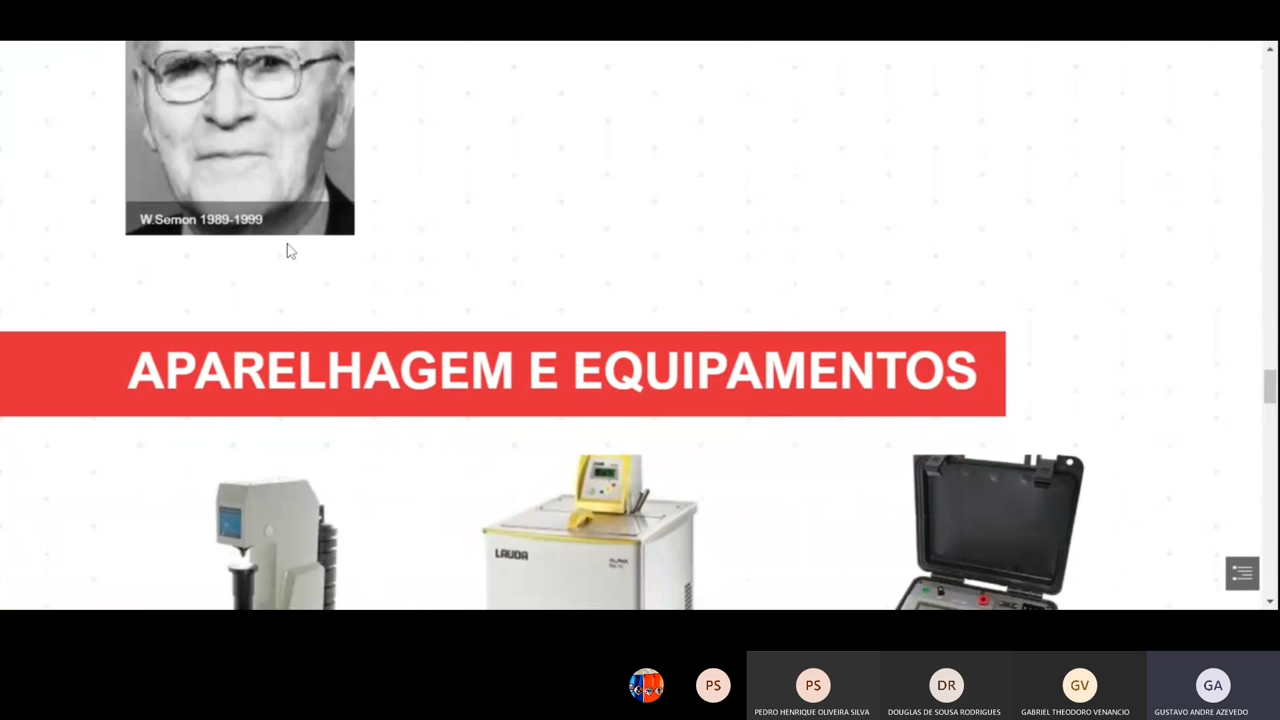 W.Semon 1989-1999
APARELHAGEM E EQUIPAMENTOS
LAUDA
PS
PS
DR
GV
GA
PEDRO HENRIQUE OLIVEIRA SILVA
DOUGLAS DE SOUSA RODRIGUES
GABRIEL THEODORO VENANCIO
GUSTAVO ANDRE AZEVEDO